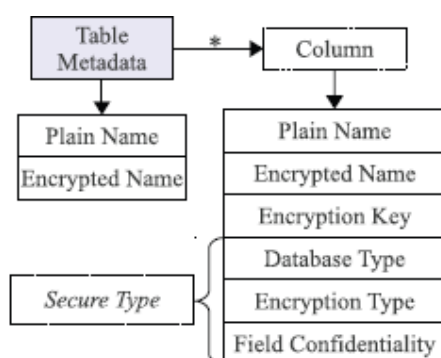 Table
Metadata
*
Column
Plain Name
Encrypted Name
Plain Name
Encrypted Name
Encryption Key
Database Type
Encryption Type
Field Confidentiality
Secure Type